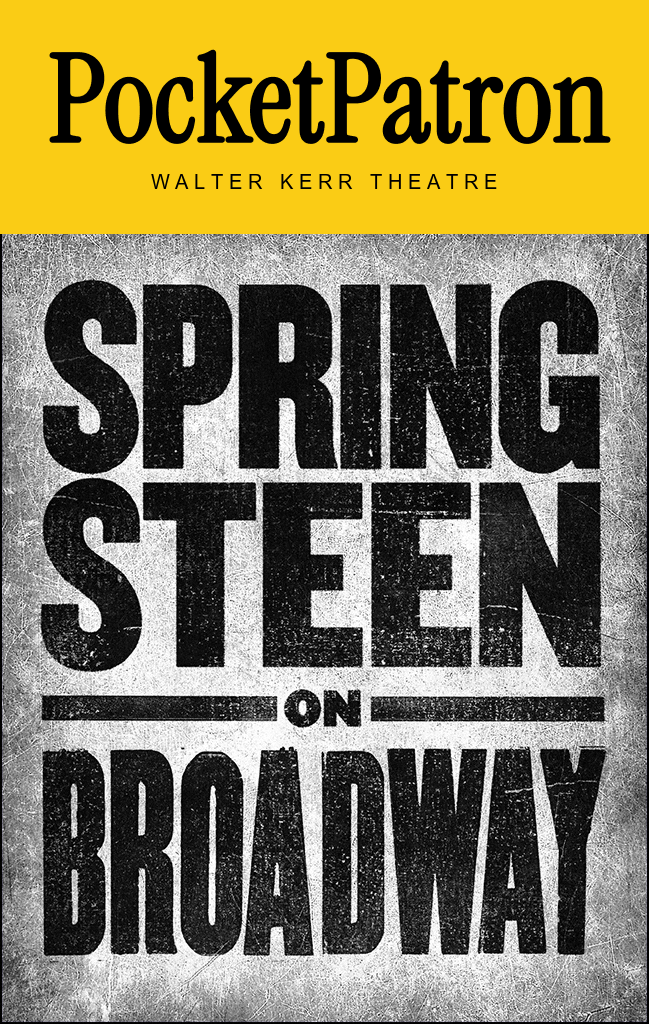 PocketPatron
WALTER KERR THEATRE
SPRING
STEEN
ON
BROADWAY